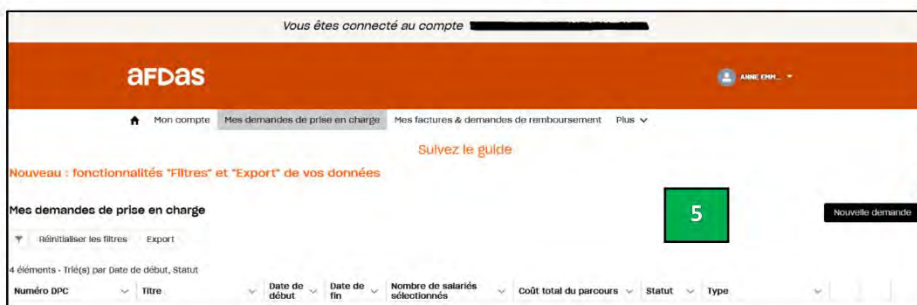 Vous êtes connecté au compte
aFDas
ANNE EMM...
Mon compte Mes demandes de prise en charge Mes factures & demandes de remboursement Plus
Suivez le guide
Nouveau : fonctionnalités "Filtres" et "Export" de vos données
Mes demandes de prise en charge
5
Nouvelle demande
Réinitialiser les filtres Export
4 éléments - Trié(s) par Date de début, Statut
Numéro DPC Titre Date de début Date de fin Nombre de salariés sélectionnés Coût total du parcours Statut Type